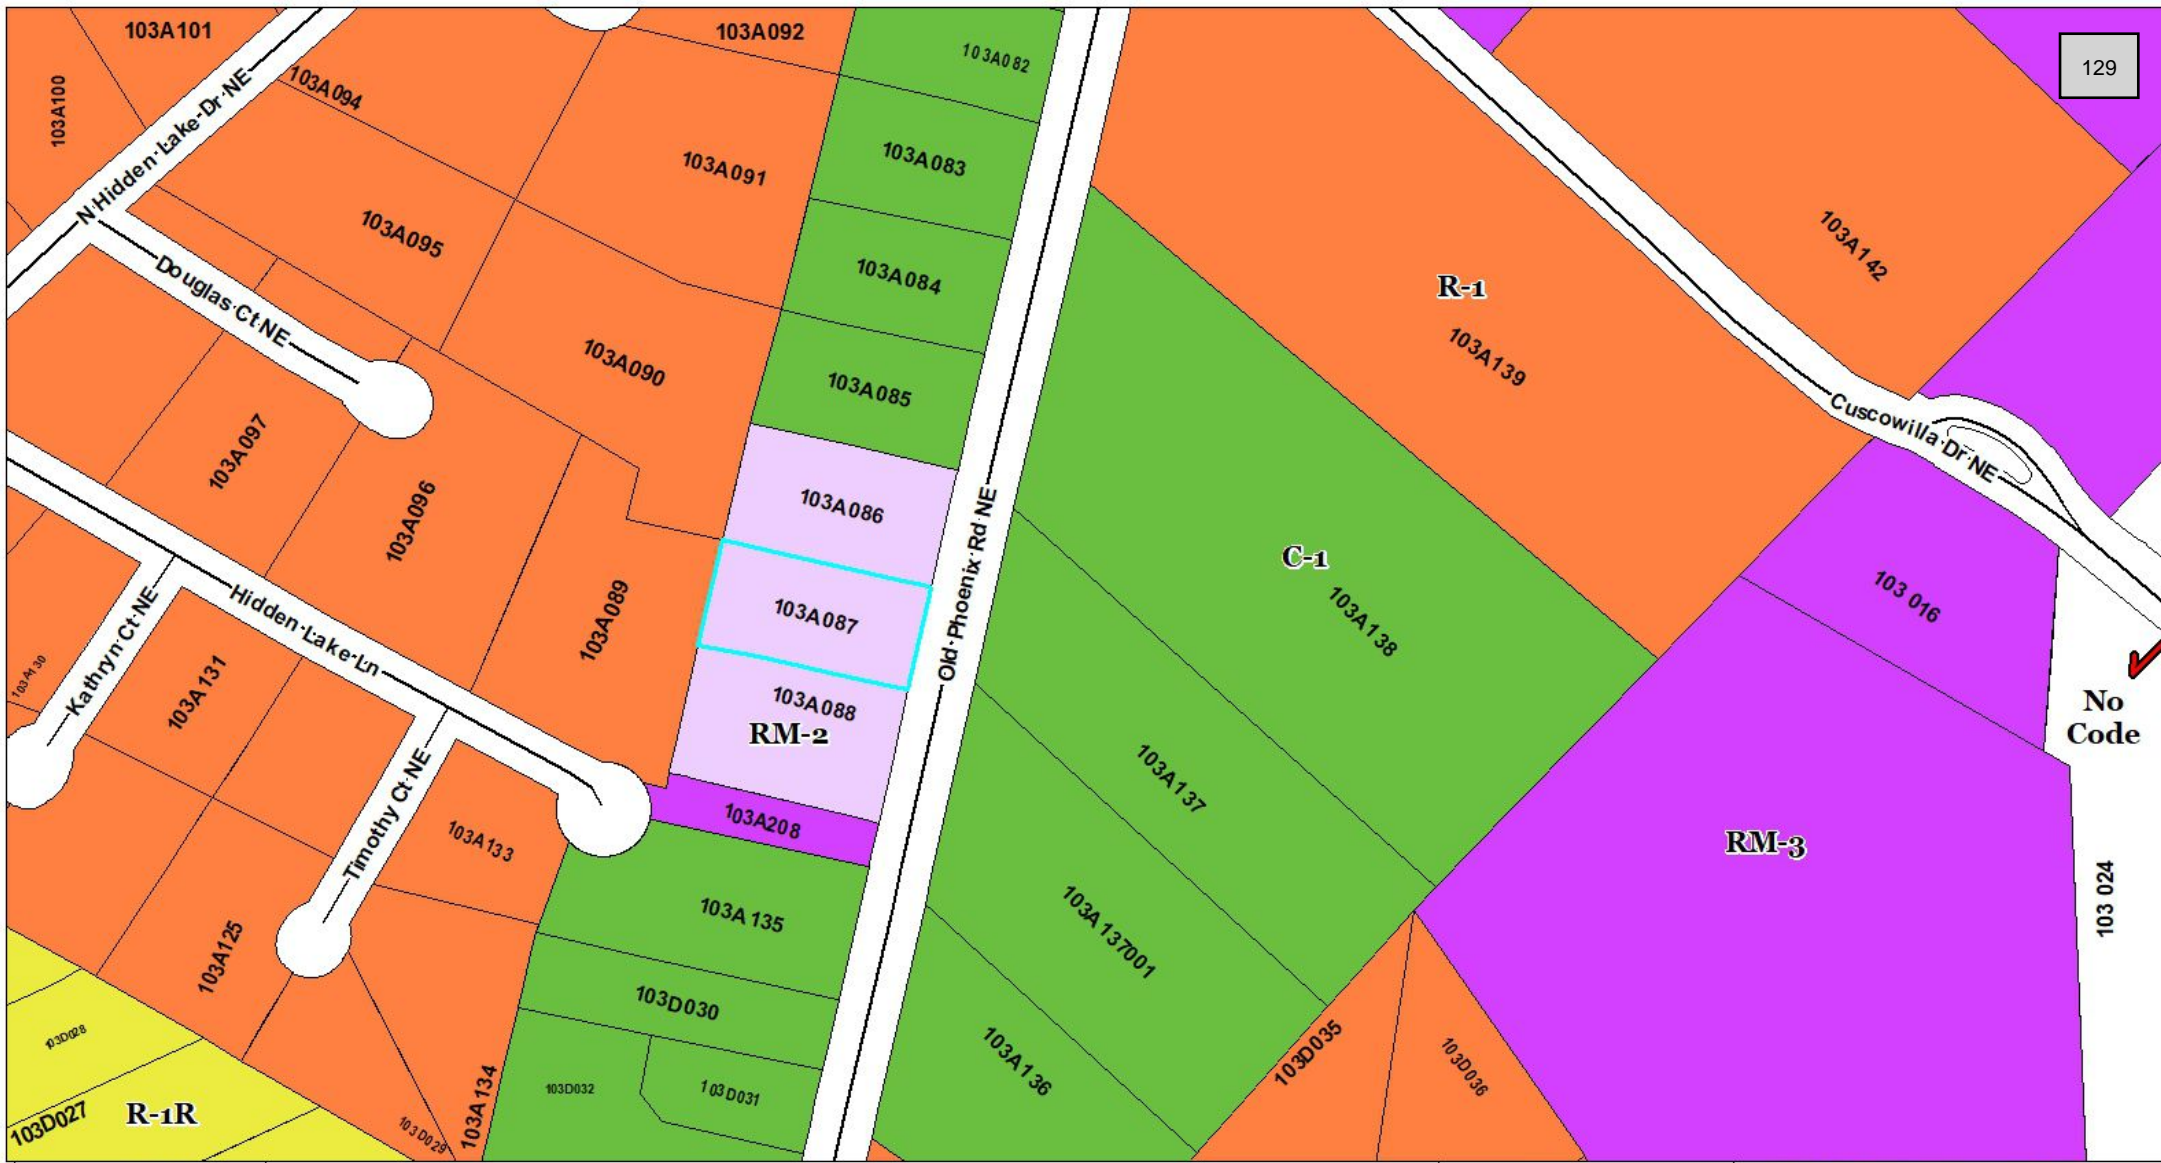 103A101
103A092
103A082
129
103A100
103A094
N Hidden Lake Dr NE
103A083
103A091
103A095
103A142
Douglas Ct NE
103A084
R-1
103A139
103A090
103A085
Cuscowilla Dr NE
103A097
103A096
103A086
Old Phoenix Rd NE
C-1
103A138
103 016
103A087
103A089
Hidden Lake Ln
Kathryn Ct NE
103A130
103A131
103A088
RM-2
No
Code
103A137
Timothy Ct NE
103A133
103A208
RM-3
103 024
103A135
103A137001
103A125
103D030
103D028
103A136
103D035
103D036
103D032
103D031
103D027
R-1R
103D029
103A134